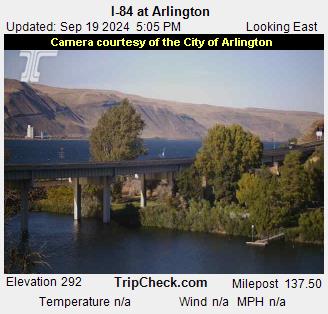 I-84 at Arlington
Updated: Sep 19 2024 5:05 PM Looking East
Camera courtesy of the City of Arlington
Elevation 292 TripCheck.com Milepost 137.50
Temperature n/a Wind n/a MPH n/a